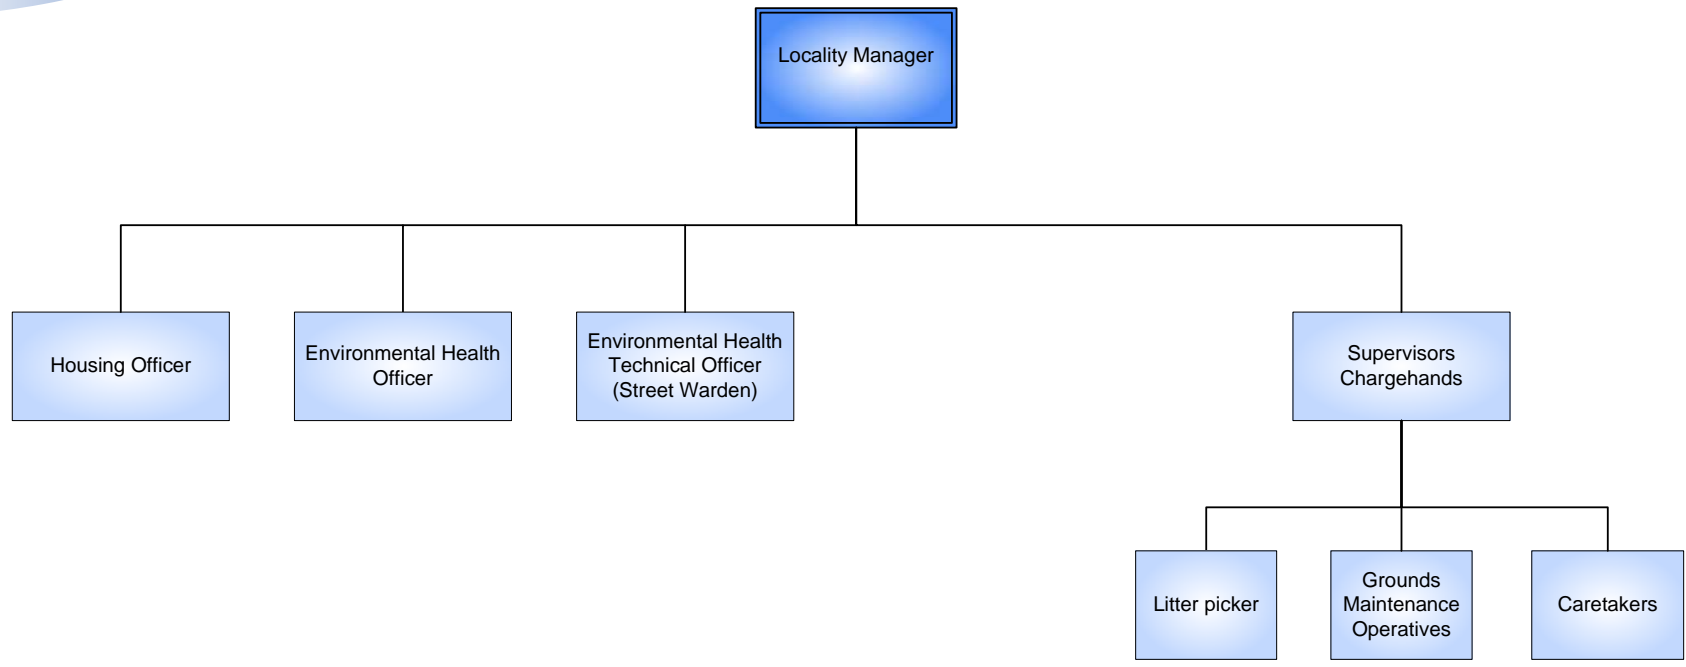 Locality Manager
Housing Officer
Environmental Health
Officer
Environmental Health
Technical Officer
(Street Warden)
Supervisors
Chargehands
Litter picker
Grounds
Maintenance
Operatives
Caretakers